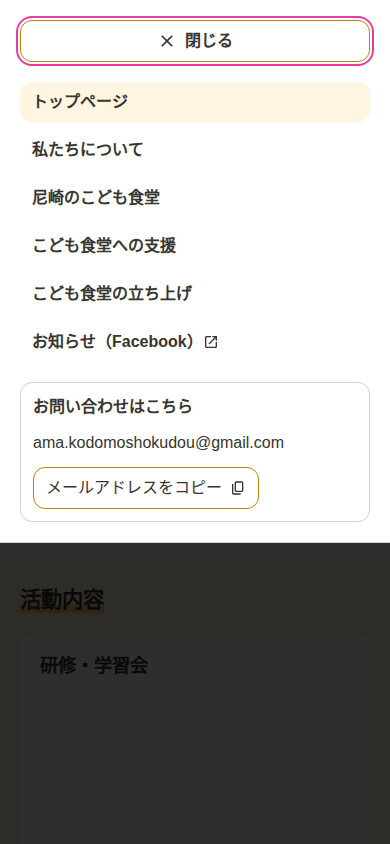 閉じる
トップページ
私たちについて
尼崎のこども食堂
こども食堂への支援
こども食堂の立ち上げ
お知らせ（Facebook）
お問い合わせはこちら
ama.kodomoshokudou@gmail.com
メールアドレスをコピー
活動内容
研修・学習会